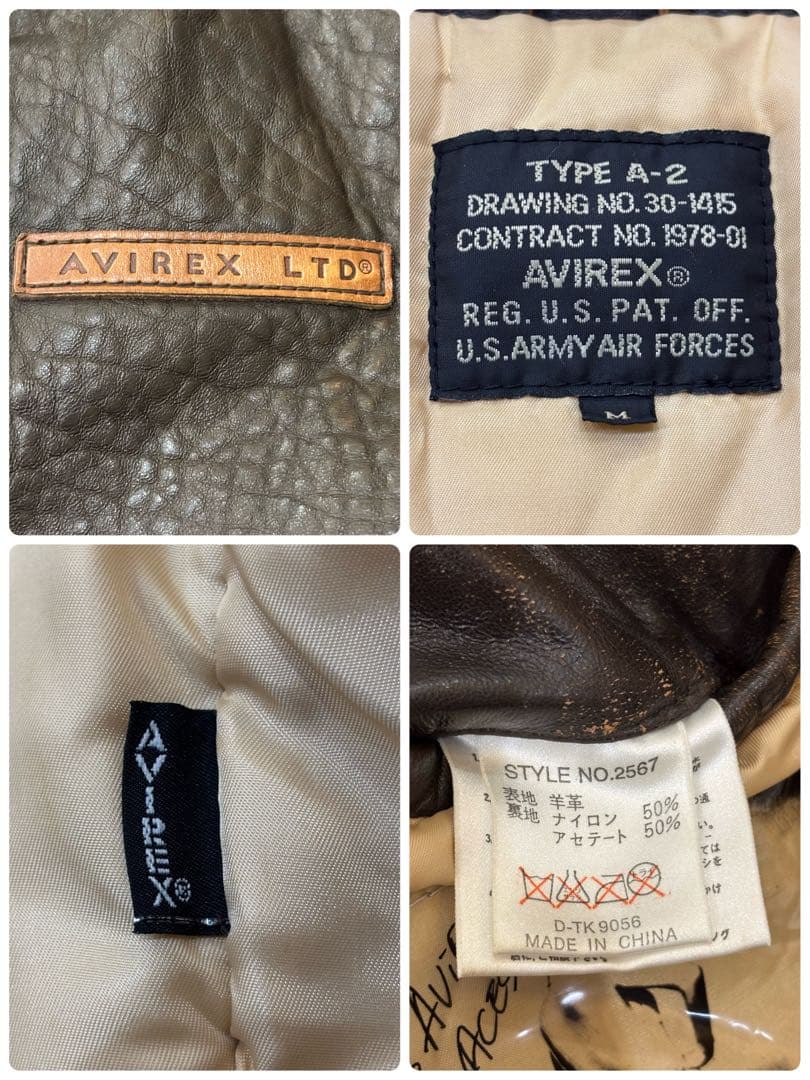 AVIREX LTD®
TYPE A-2
DRAWING NO. 30-1415
CONTRACT NO. 1978-01
AVIREX®
REG. U.S. PAT. OFF.
U.S. ARMY AIR FORCES
M
AVIREX®
STYLE NO.2567
表地 羊革
裏地 ナイロン 50%
アセテート 50%
D-TK9056
MADE IN CHINA